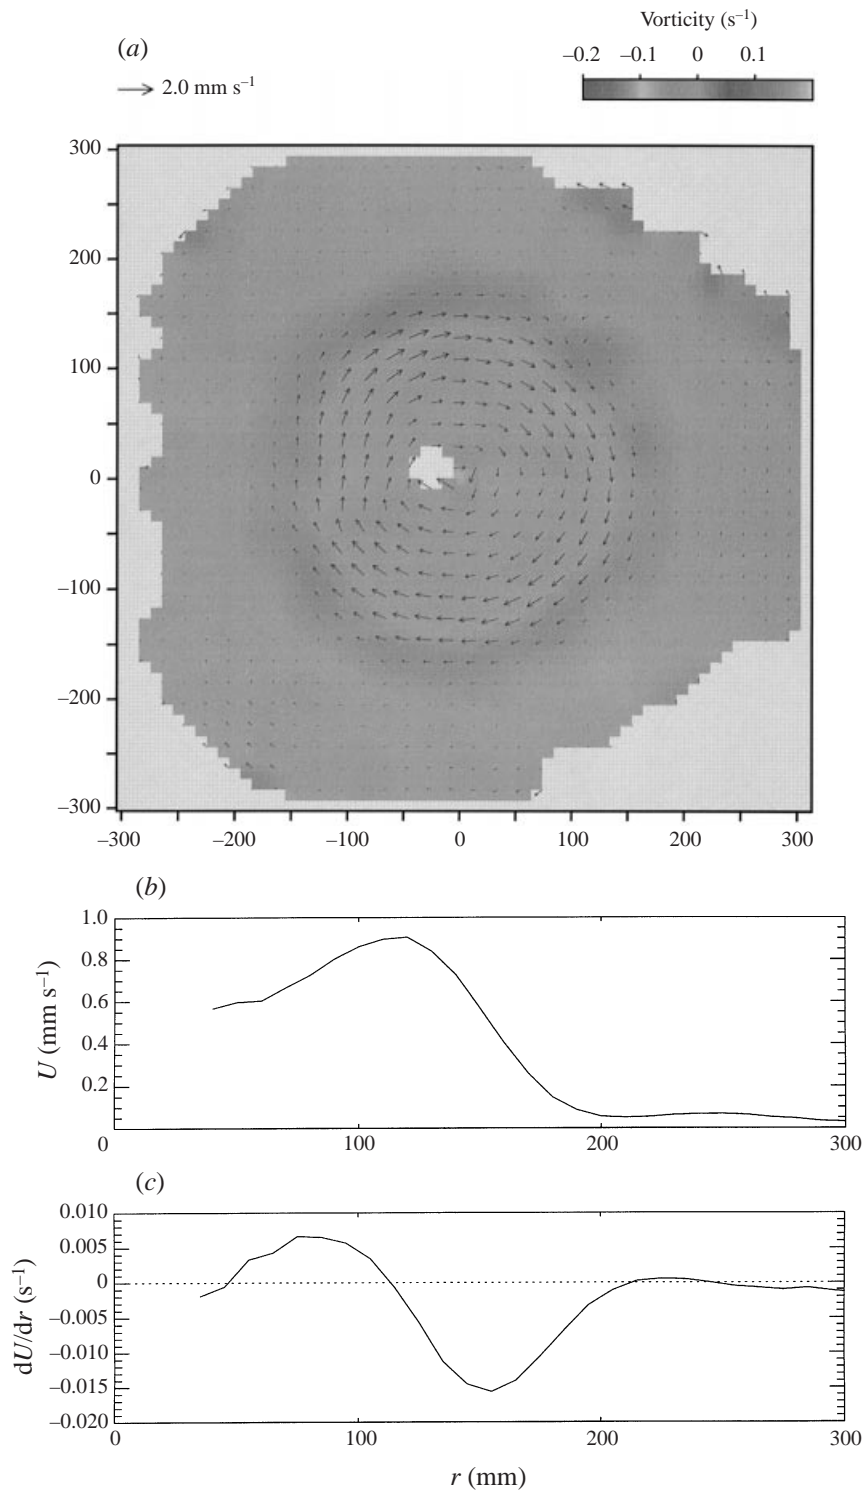 Vorticity (s⁻¹)
(a)
–0.2 –0.1 0 0.1
2.0 mm s⁻¹
300
200
100
0
–100
–200
–300
–300 –200 –100 0 100 200 300
(b)
1.0
0.8
0.6
0.4
0.2
U (mm s⁻¹)
0 100 200 300
(c)
0.010
0.005
0
–0.005
–0.010
–0.015
–0.020
dU/dr (s⁻¹)
0 100 200 300
r (mm)